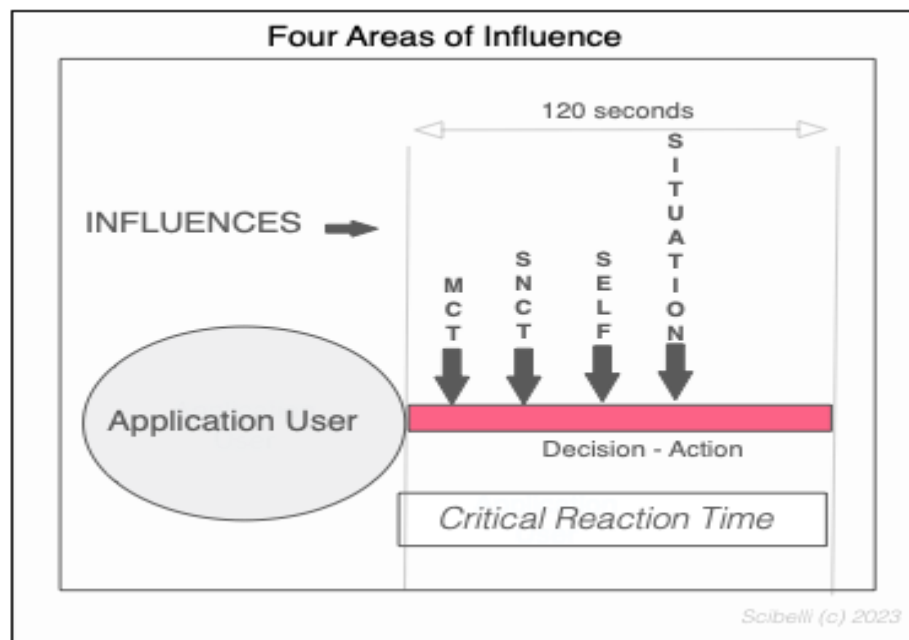 Four Areas of Influence
120 seconds
INFLUENCES
MCT
SNCT
SELF
SITUATION
Application User
Decision - Action
Critical Reaction Time
Scibelli (c) 2023